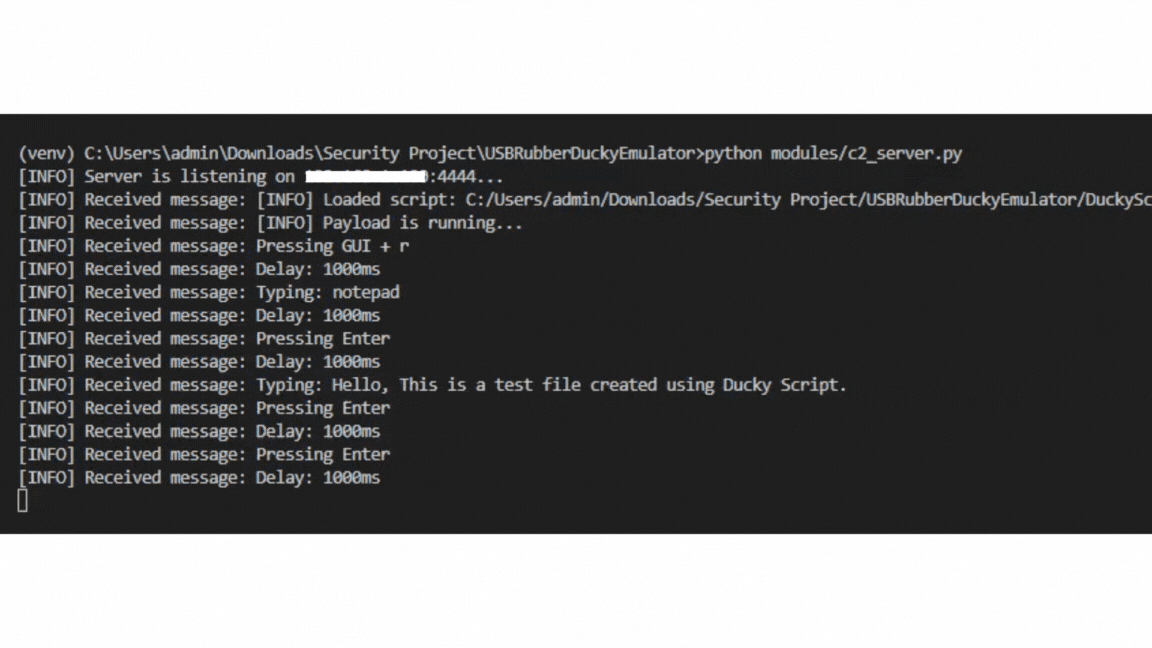 (venv) C:\Users\admin\Downloads\Security Project\USBRubberDuckyEmulator>python modules/c2_server.py
[INFO] Server is listening on :4444...
[INFO] Received message: [INFO] Loaded script: C:/Users/admin/Downloads/Security Project/USBRubberDuckyEmulator/DuckySc
[INFO] Received message: [INFO] Payload is running...
[INFO] Received message: Pressing GUI + r
[INFO] Received message: Delay: 1000ms
[INFO] Received message: Typing: notepad
[INFO] Received message: Delay: 1000ms
[INFO] Received message: Pressing Enter
[INFO] Received message: Delay: 1000ms
[INFO] Received message: Typing: Hello, This is a test file created using Ducky Script.
[INFO] Received message: Pressing Enter
[INFO] Received message: Delay: 1000ms
[INFO] Received message: Pressing Enter
[INFO] Received message: Delay: 1000ms